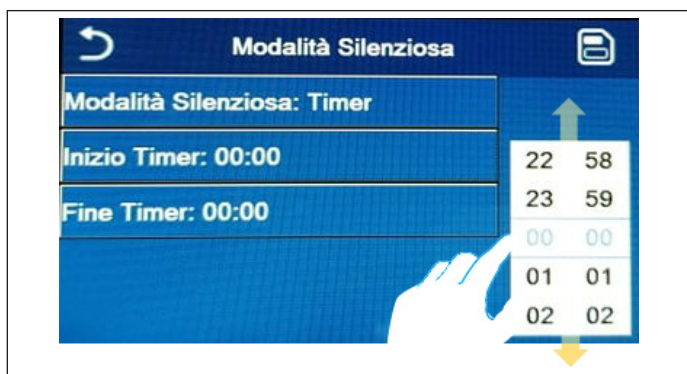 Modalità Silenziosa
Modalità Silenziosa: Timer
Inizio Timer: 00:00
Fine Timer: 00:00
22 58
23 59
00 00
01 01
02 02